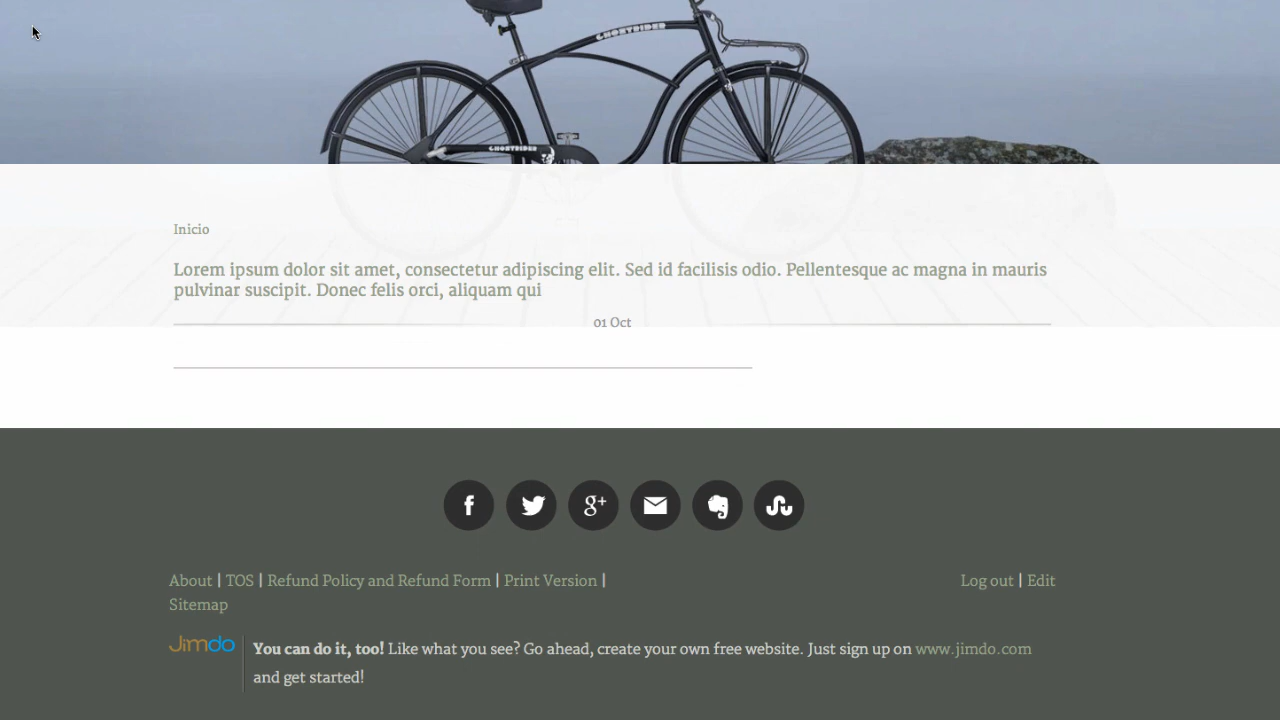 GHOSTRIDER
GHOSTRIDER
Inicio
Lorem ipsum dolor sit amet, consectetur adipiscing elit. Sed id facilisis odio. Pellentesque ac magna in mauris
pulvinar suscipit. Donec felis orci, aliquam qui
01 Oct
f
g+
About | TOS | Refund Policy and Refund Form | Print Version |
Sitemap
Log out | Edit
Jimdo
You can do it, too! Like what you see? Go ahead, create your own free website. Just sign up on www.jimdo.com
and get started!